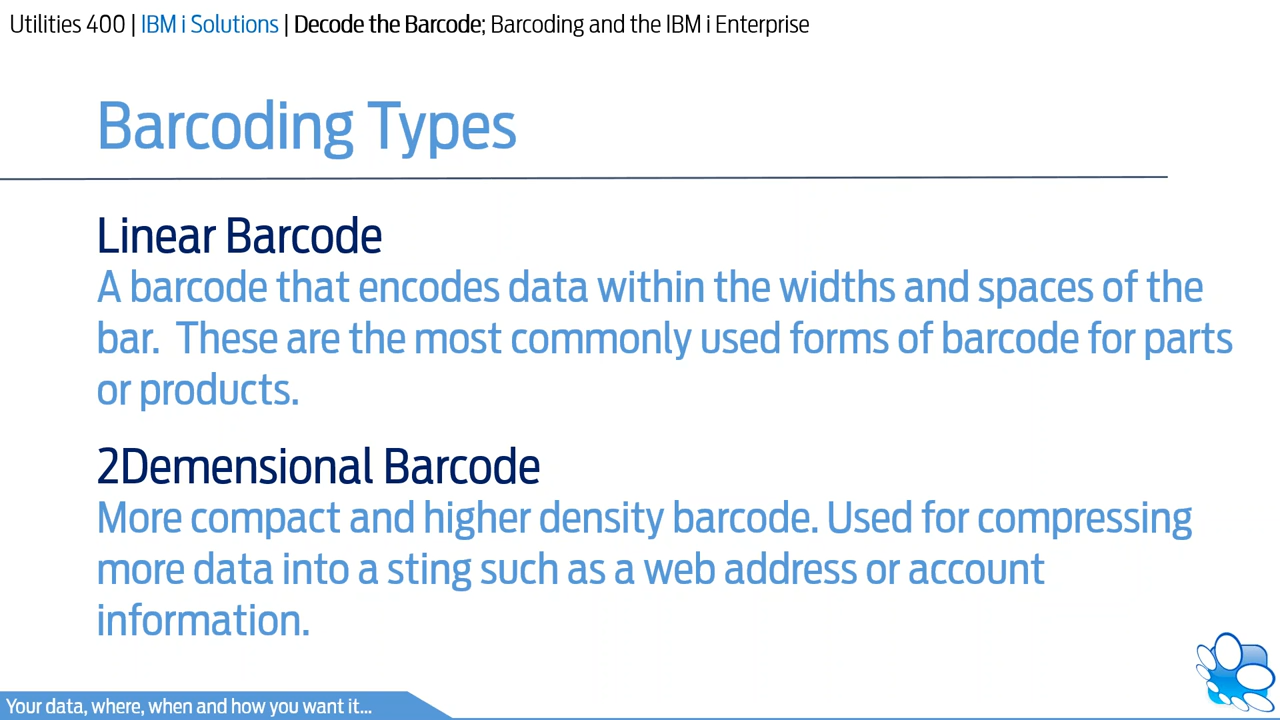 Utilities 400 | IBM i Solutions | Decode the Barcode; Barcoding and the IBM i Enterprise
Barcoding Types
Linear Barcode
A barcode that encodes data within the widths and spaces of the
bar.  These are the most commonly used forms of barcode for parts
or products.
2Demensional Barcode
More compact and higher density barcode. Used for compressing
more data into a sting such as a web address or account
information.
Your data, where, when and how you want it...